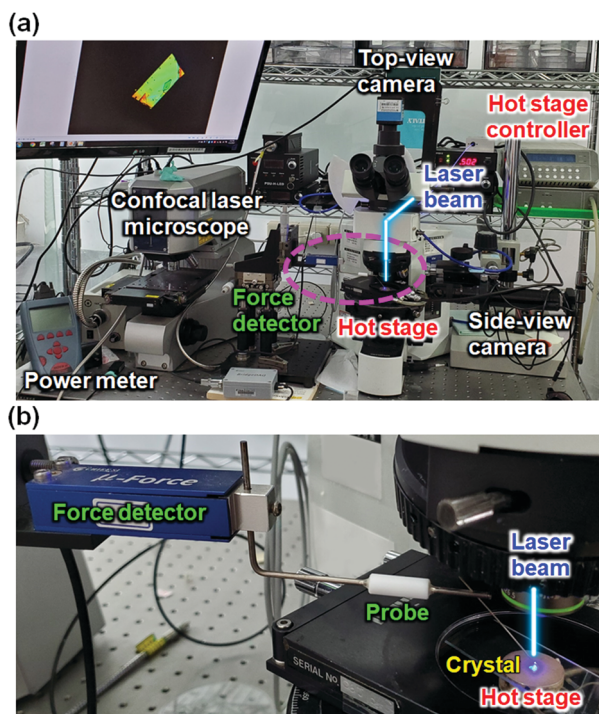 (a)
Top-view
camera
Hot stage
controller
Laser
beam
Confocal laser
microscope
Force
detector
Hot stage
Side-view
camera
Power meter
(b)
μ-Force
Force detector
Laser
beam
Probe
Crystal
SERIAL NO
Hot stage